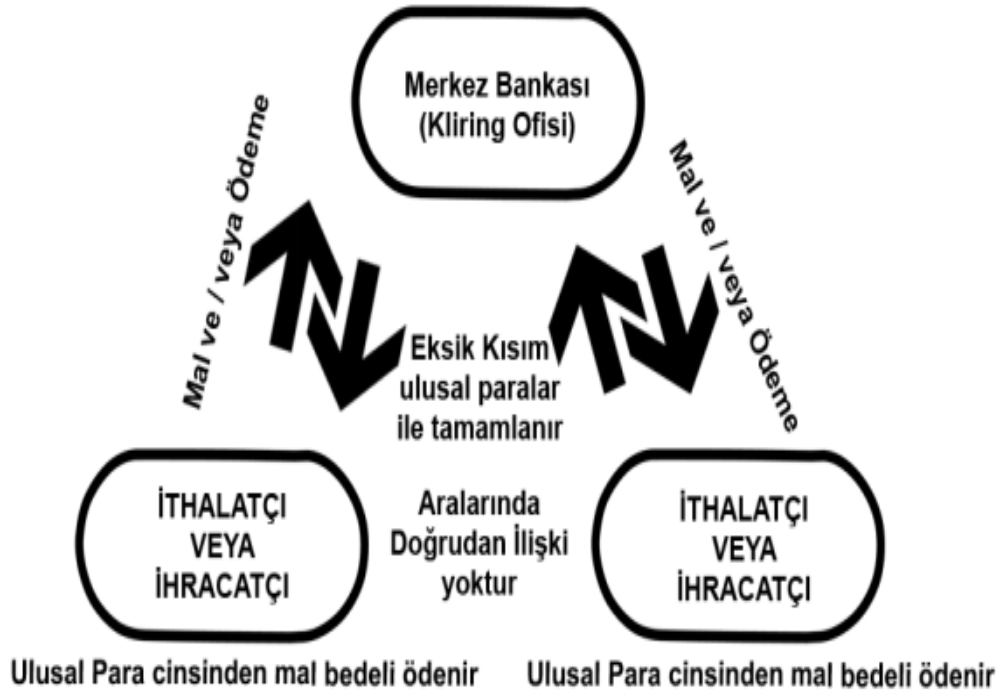 Merkez Bankası
(Kliring Ofisi)
Mal ve / veya Ödeme
Mal ve / veya Ödeme
Eksik Kısım
ulusal paralar
ile tamamlanır
İTHALATÇI
VEYA
İHRACATÇI
Aralarında
Doğrudan İlişki
yoktur
İTHALATÇI
VEYA
İHRACATÇI
Ulusal Para cinsinden mal bedeli ödenir
Ulusal Para cinsinden mal bedeli ödenir